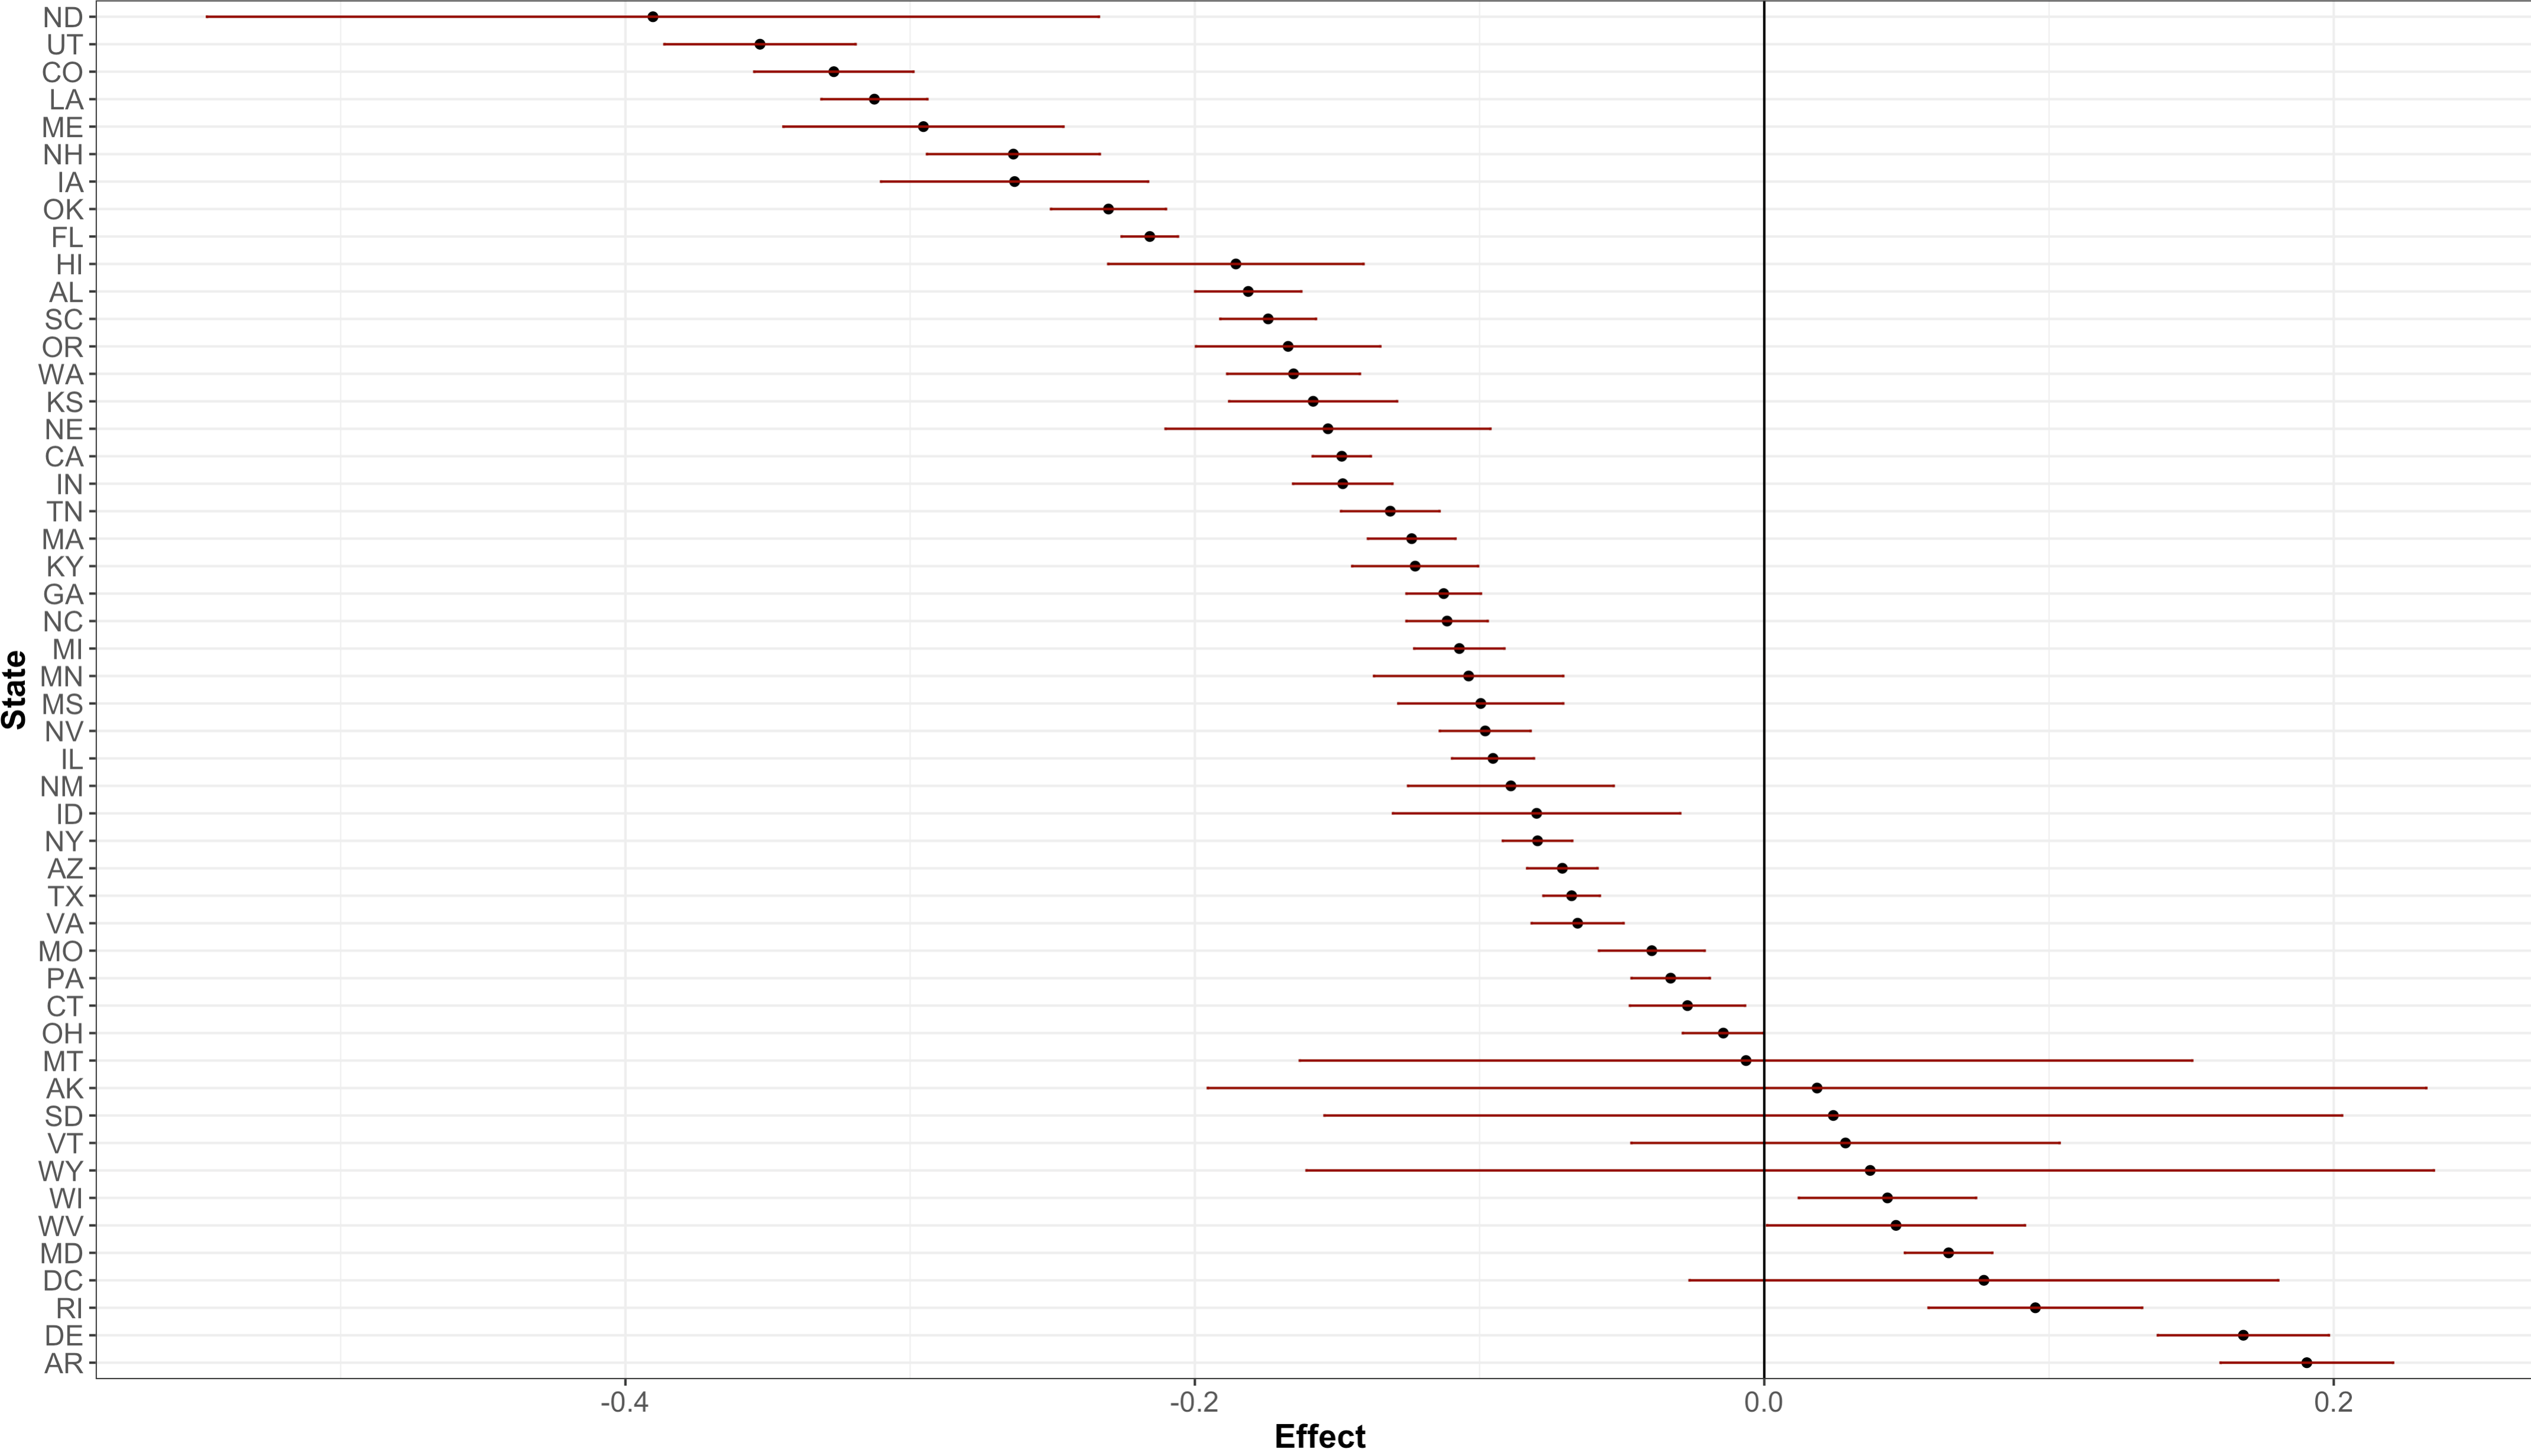 ND
UT
CO
LA
ME
NH
IA
OK
FL
HI
AL
SC
OR
WA
KS
NE
CA
IN
TN
MA
KY
GA
NC
MI
MN
MS
NV
IL
NM
ID
NY
AZ
TX
VA
MO
PA
CT
OH
MT
AK
SD
VT
WY
WI
WV
MD
DC
RI
DE
AR
State
-0.4 -0.2 0.0 0.2
Effect